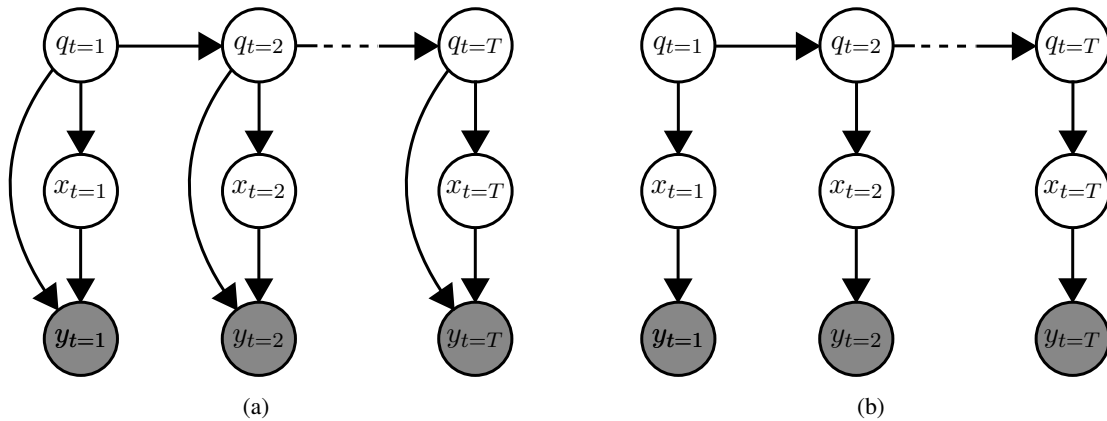 q_{t=1} q_{t=2} q_{t=T} q_{t=1} q_{t=2} q_{t=T}
x_{t=1} x_{t=2} x_{t=T} x_{t=1} x_{t=2} x_{t=T}
y_{t=1} y_{t=2} y_{t=T} y_{t=1} y_{t=2} y_{t=T}
(a) (b)